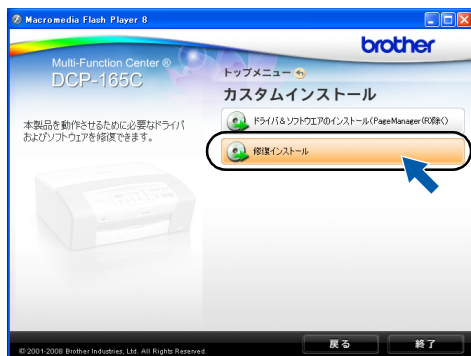 Macromedia Flash Player 8
brother
Multi-Function Center ®
DCP-165C
トップメニュー
カスタムインストール
本製品を動作させるために必要なドライバ
およびソフトウェアを修復できます。
ドライバ&ソフトウエアのインストール(PageManager(R)除く)
修復インストール
戻る
終了
© 2001-2008 Brother Industries, Ltd. All Rights Reserved.